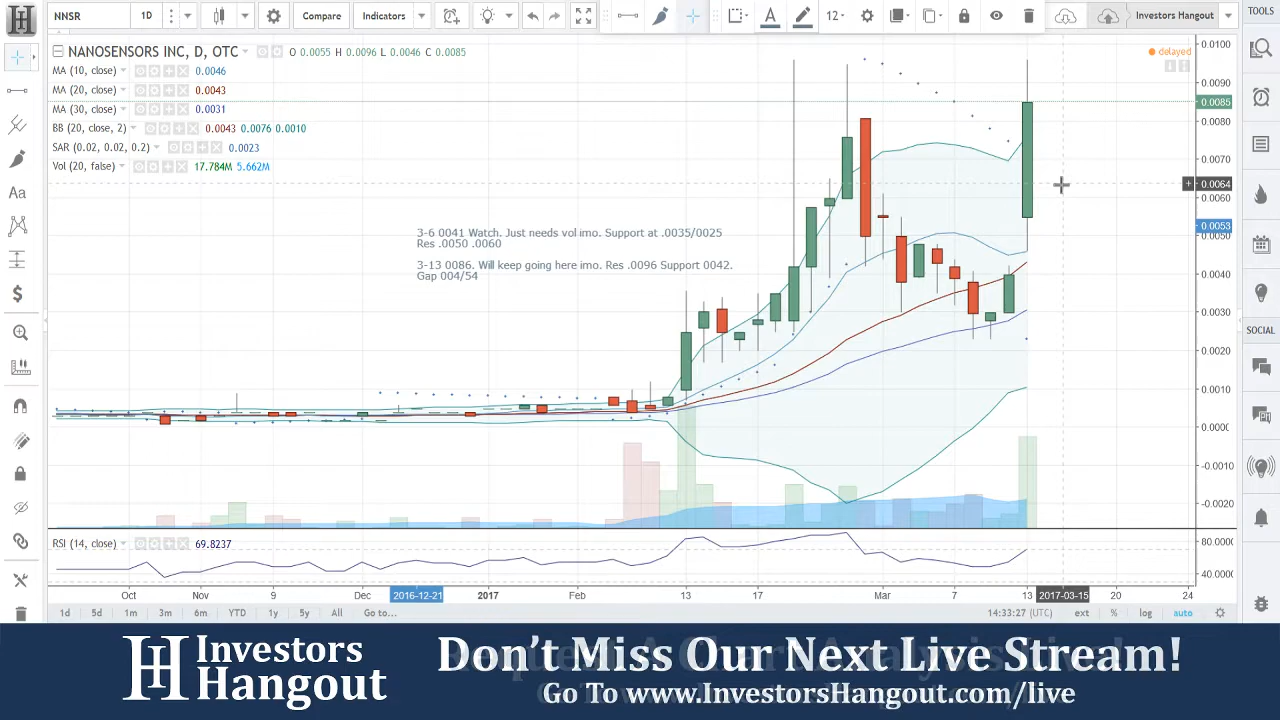 NNSR
1D
Compare
Indicators
12
Investors Hangout
TOOLS
NANOSENSORS INC, D, OTC
O 0.0055 H 0.0096 L 0.0046 C 0.0085
delayed
MA (10, close) 0.0046
MA (20, close) 0.0043
MA (30, close) 0.0031
BB (20, close, 2) 0.0043 0.0076 0.0010
SAR (0.02, 0.02, 0.2) 0.0023
Vol (20, false) 17.784M 5.662M
Aa
$
3-6 0041 Watch. Just needs vol imo. Support at .0035/0025
Res .0050 .0060
3-13 0086. Will keep going here imo. Res .0096 Support 0042.
Gap 004/54
0.0100
0.0090
0.0085
0.0080
0.0070
0.0064
0.0060
0.0053
0.0050
0.0040
0.0030
0.0020
0.0010
-0.0010
-0.0020
SOCIAL
RSI (14, close) 69.8237
80.0000
40.0000
Oct Nov 9 Dec 2016-12-21 2017 Feb 13 17 Mar 7 13 2017-03-15 20 24
1d 5d 1m 3m 6m YTD 1y 5y All Go to...
14:33:27 (UTC) ext % log auto
Investors
Hangout
Don't Miss Our Next Live Stream!
Go To www.InvestorsHangout.com/live